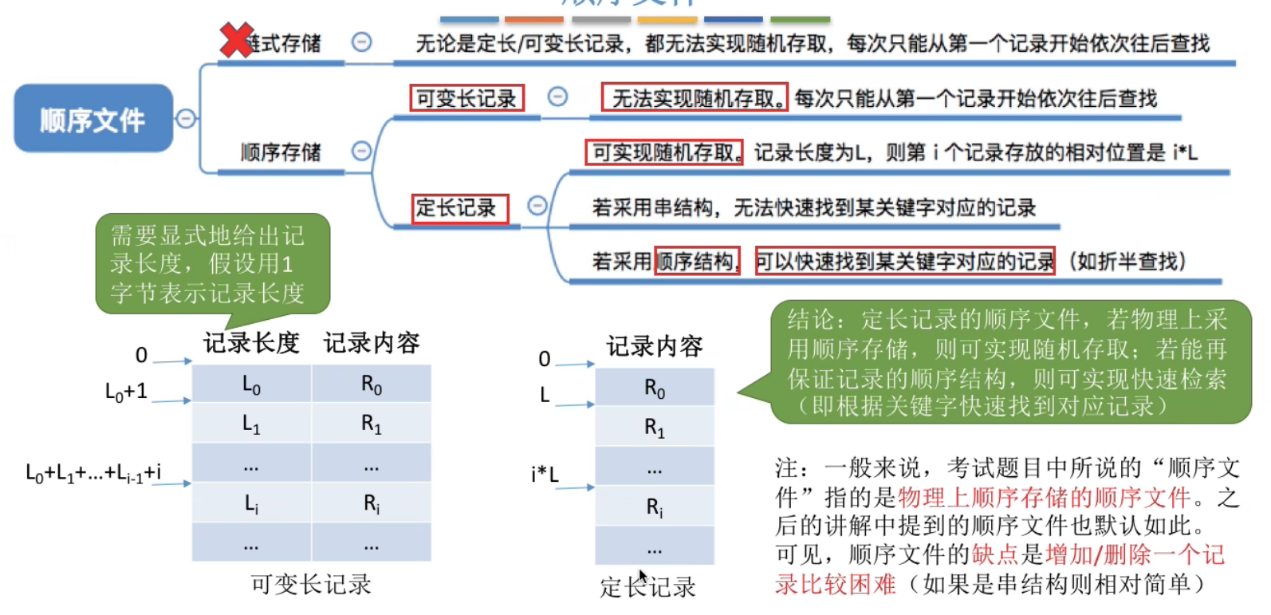 顺序文件
链式存储
无论是定长/可变长记录，都无法实现随机存取，每次只能从第一个记录开始依次往后查找
可变长记录
无法实现随机存取。每次只能从第一个记录开始依次往后查找
顺序文件
顺序存储
可实现随机存取。记录长度为L，则第 i 个记录存放的相对位置是 i*L
定长记录
若采用串结构，无法快速找到某关键字对应的记录
若采用顺序结构，可以快速找到某关键字对应的记录（如折半查找）
需要显式地给出记
录长度，假设用1
字节表示记录长度
记录长度 记录内容
0
L0+1
L0+L1+...+Li-1+i
L0 R0
L1 R1
... ...
Li Ri
... ...
可变长记录
记录内容
0
L
i*L
R0
R1
...
Ri
...
定长记录
结论：定长记录的顺序文件，若物理上采
用顺序存储，则可实现随机存取；若能再
保证记录的顺序结构，则可实现快速检索
（即根据关键字快速找到对应记录）
注：一般来说，考试题目中所说的“顺序文
件”指的是物理上顺序存储的顺序文件。之
后的讲解中提到的顺序文件也默认如此。
可见，顺序文件的缺点是增加/删除一个记
录比较困难（如果是串结构则相对简单）